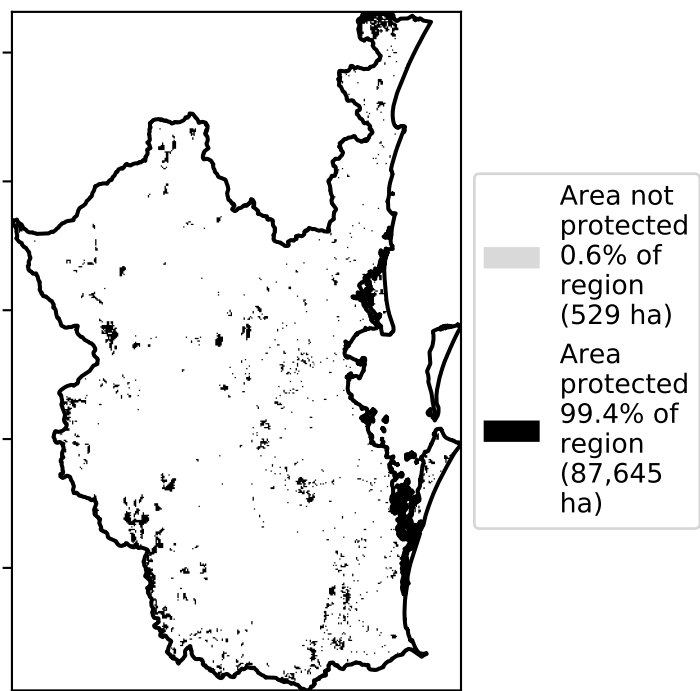 Area not
protected
0.6% of
region
(529 ha)
Area
protected
99.4% of
region
(87,645
ha)